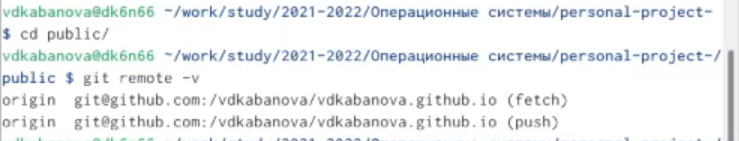 vdkabanova@dk6n66 ~/work/study/2021-2022/Операционные системы/personal-project-
$ cd public/
vdkabanova@dk6n66 ~/work/study/2021-2022/Операционные системы/personal-project-/
public $ git remote -v
origin  git@github.com:/vdkabanova/vdkabanova.github.io (fetch)
origin  git@github.com:/vdkabanova/vdkabanova.github.io (push)